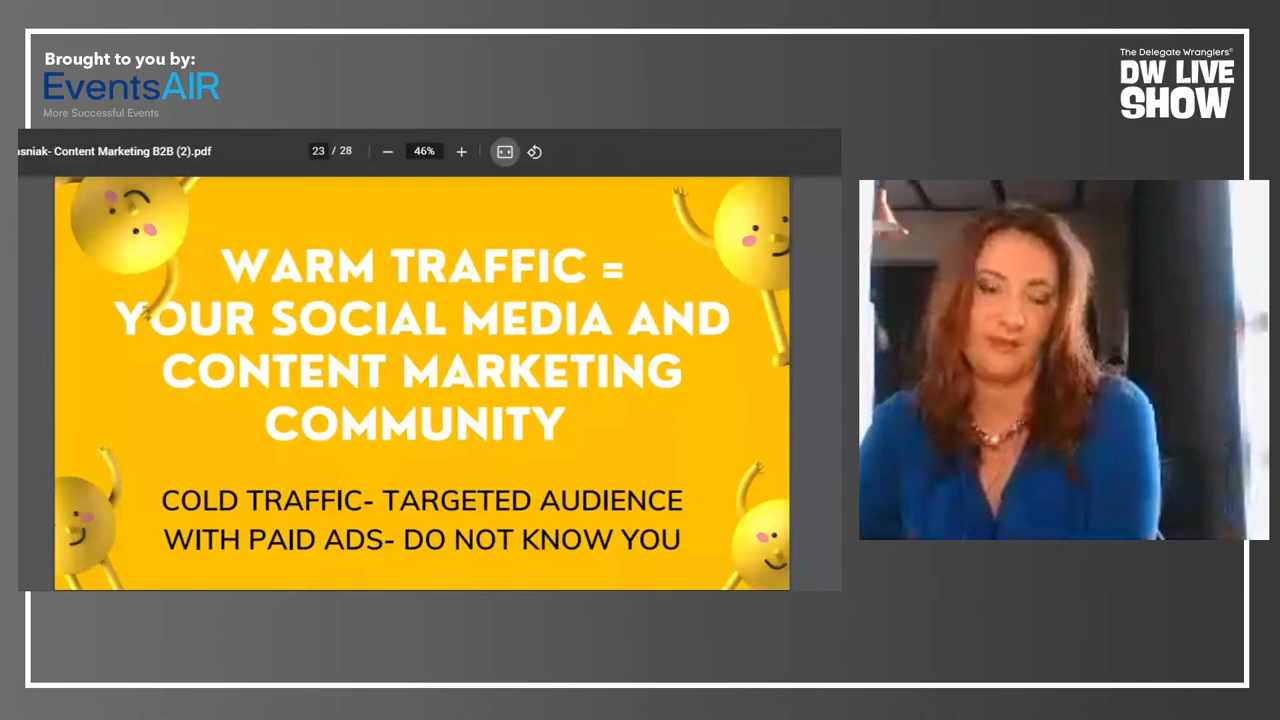 Brought to you by:
EventsAIR
More Successful Events
The Delegate Wranglers®
DW LIVE
SHOW
sniak- Content Marketing B2B (2).pdf
23 / 28
46%
WARM TRAFFIC =
YOUR SOCIAL MEDIA AND
CONTENT MARKETING
COMMUNITY
COLD TRAFFIC- TARGETED AUDIENCE
WITH PAID ADS- DO NOT KNOW YOU